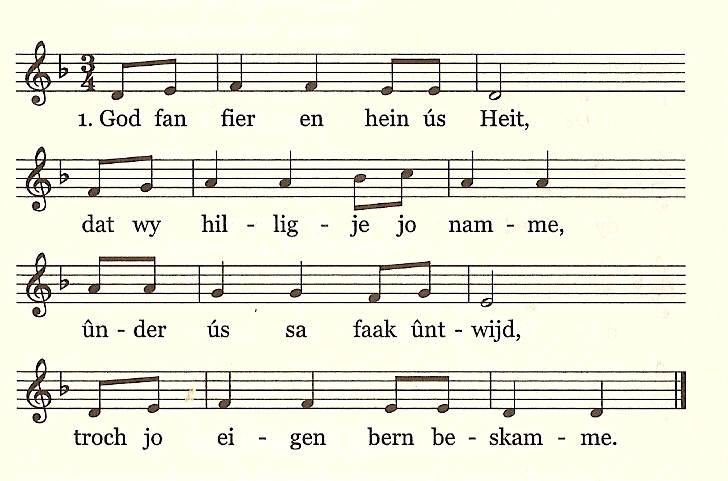 1. God fan fier en hein ús Heit,
dat wy hil - lig - je jo nam - me,
ûn - der ús sa faak ûnt - wijd,
troch jo ei - gen bern be - skam - me.